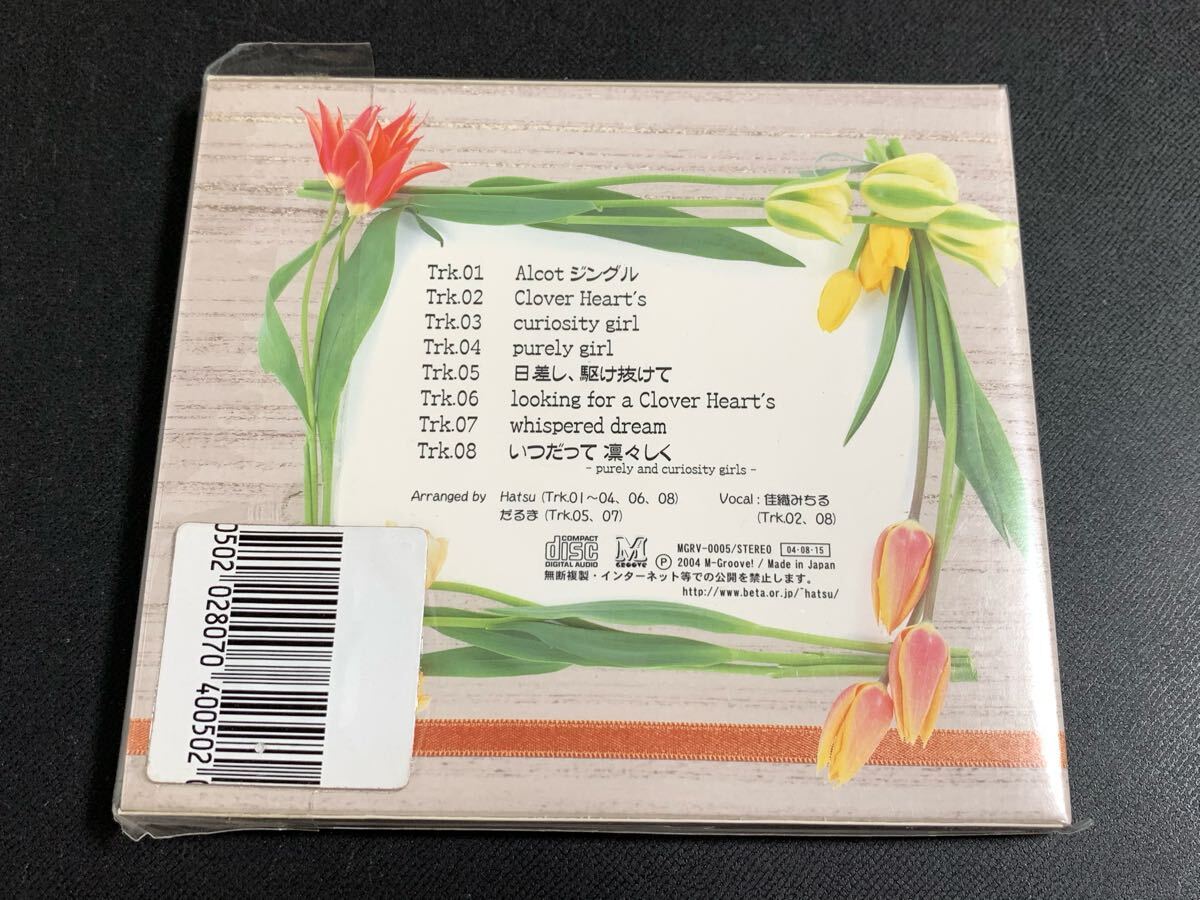 Trk.01 Alcot ジングル
Trk.02 Clover Heart's
Trk.03 curiosity girl
Trk.04 purely girl
Trk.05 日差し、駆け抜けて
Trk.06 looking for a Clover Heart's
Trk.07 whispered dream
Trk.08 いつだって 凛々しく
- purely and curiosity girls -
Arranged by Hatsu (Trk.01～04、06、08) Vocal : 佳織みちる
だるま (Trk.05、07) (Trk.02、08)
COMPACT
disc
DIGITAL AUDIO
M
GROOVE
MGRV-0005/STEREO 04·08·15
Ⓟ 2004 M-Groove! / Made in Japan
無断複製・インターネット等での公開を禁止します。
http://www.beta.or.jp/~hatsu/
0502 028070 400502